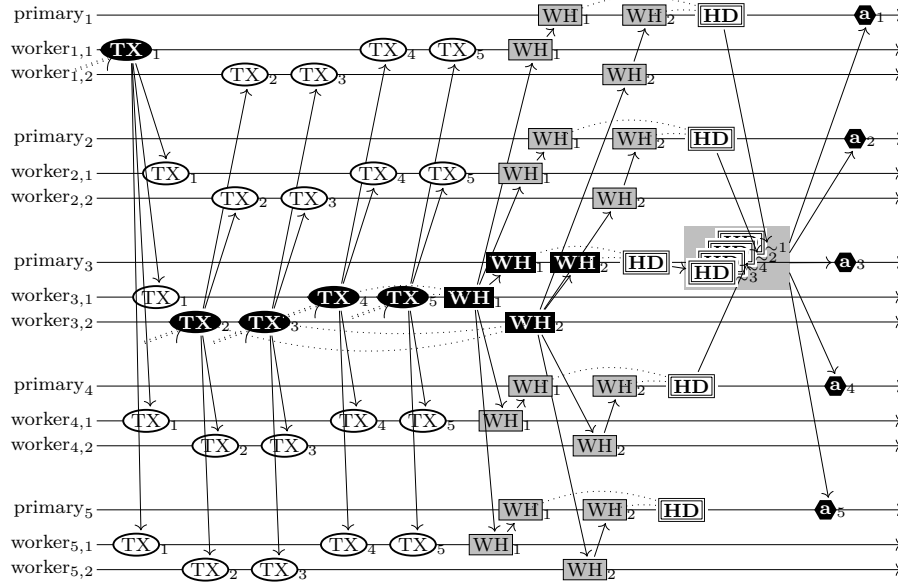 primary1 WH1 WH2 HD a1
worker1,1 TX1 TX4 TX5 WH1
worker1,2 TX2 TX3 WH2
primary2 WH1 WH2 HD a2
worker2,1 TX1 TX4 TX5 WH1
worker2,2 TX2 TX3 WH2
primary3 WH1 WH2 HD HD ~1 ~2 ~4 ~3 a3
worker3,1 TX1 TX4 TX5 WH1
worker3,2 TX2 TX3 WH2
primary4 WH1 WH2 HD a4
worker4,1 TX1 TX4 TX5 WH1
worker4,2 TX2 TX3 WH2
primary5 WH1 WH2 HD a5
worker5,1 TX1 TX4 TX5 WH1
worker5,2 TX2 TX3 WH2